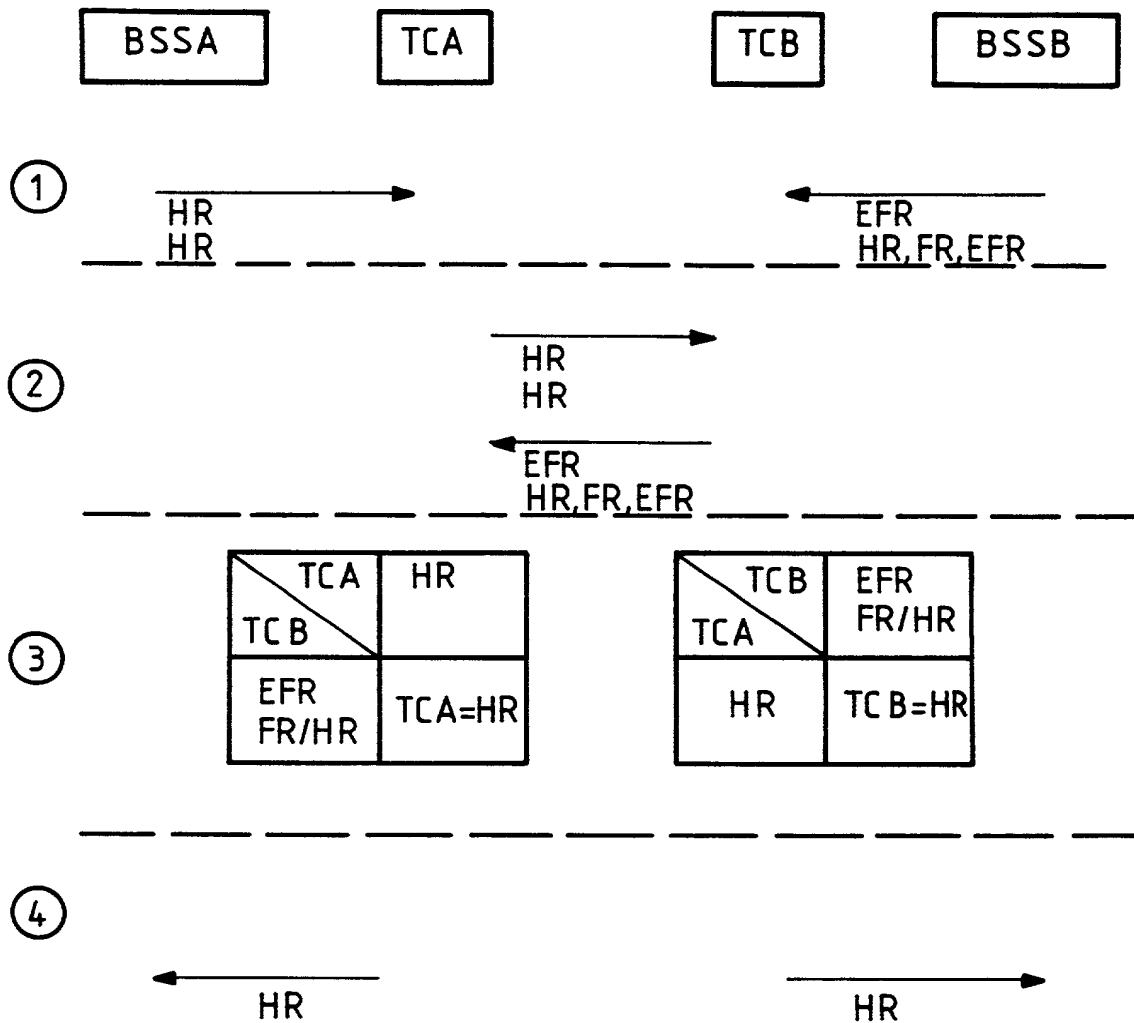 BSSA
TCA
TCB
BSSB
1
HR
HR
EFR
HR,FR,EFR
2
HR
HR
EFR
HR,FR,EFR
3
TCA
TCB
HR
EFR
FR/HR
TCA=HR
TCB
TCA
EFR
FR/HR
HR
TCB=HR
4
HR
HR